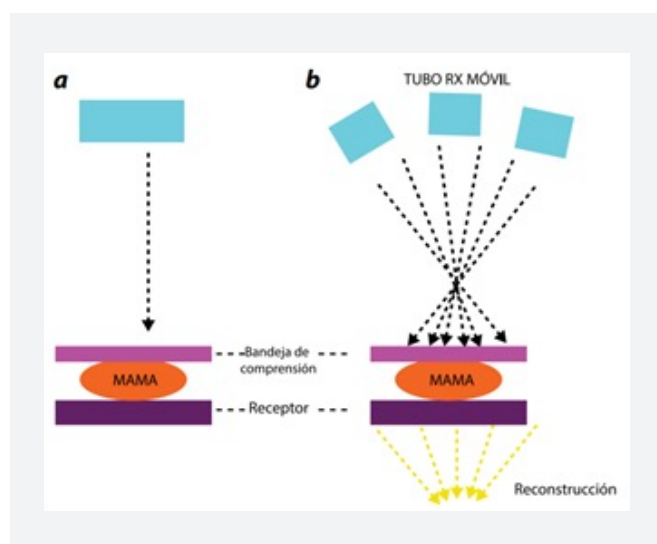 a
b
TUBO RX MÓVIL
Bandeja de
comprensión
MAMA
MAMA
Receptor
Reconstrucción